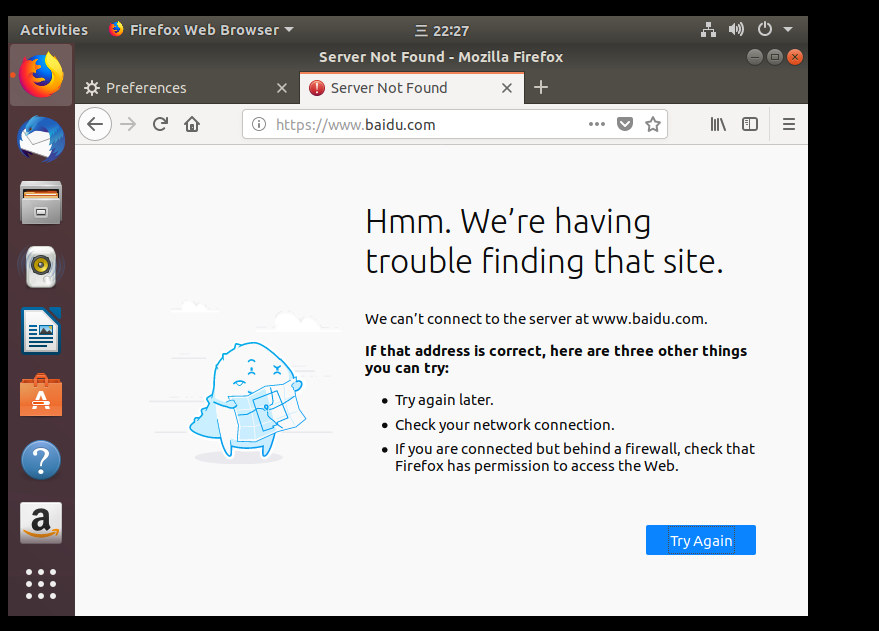 Activities Firefox Web Browser 三 22:27
Server Not Found - Mozilla Firefox
Preferences
Server Not Found
https://www.baidu.com
Hmm. We’re having
trouble finding that site.
We can’t connect to the server at www.baidu.com.
If that address is correct, here are three other things
you can try:
Try again later.
Check your network connection.
If you are connected but behind a firewall, check that
Firefox has permission to access the Web.
Try Again